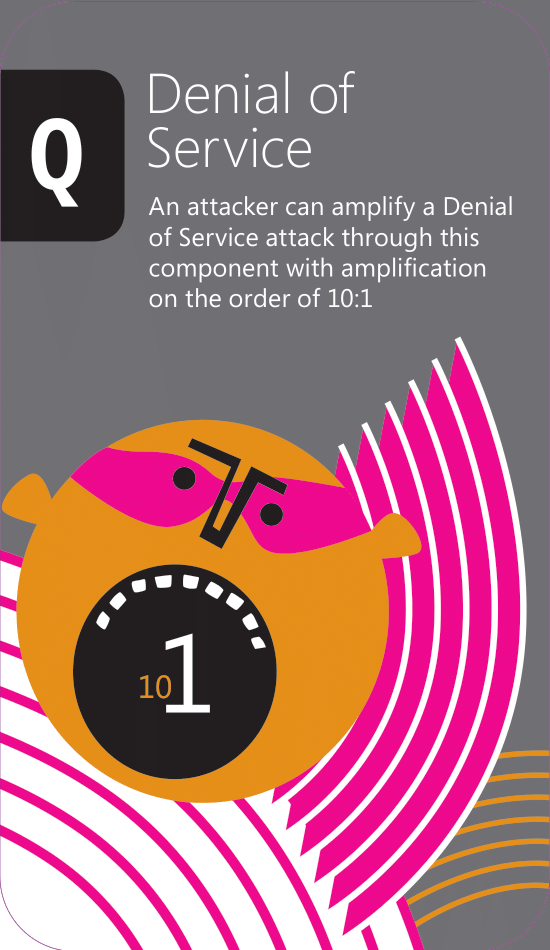 Q
Denial of
Service
An attacker can amplify a Denial
of Service attack through this
component with amplification
on the order of 10:1
10
1